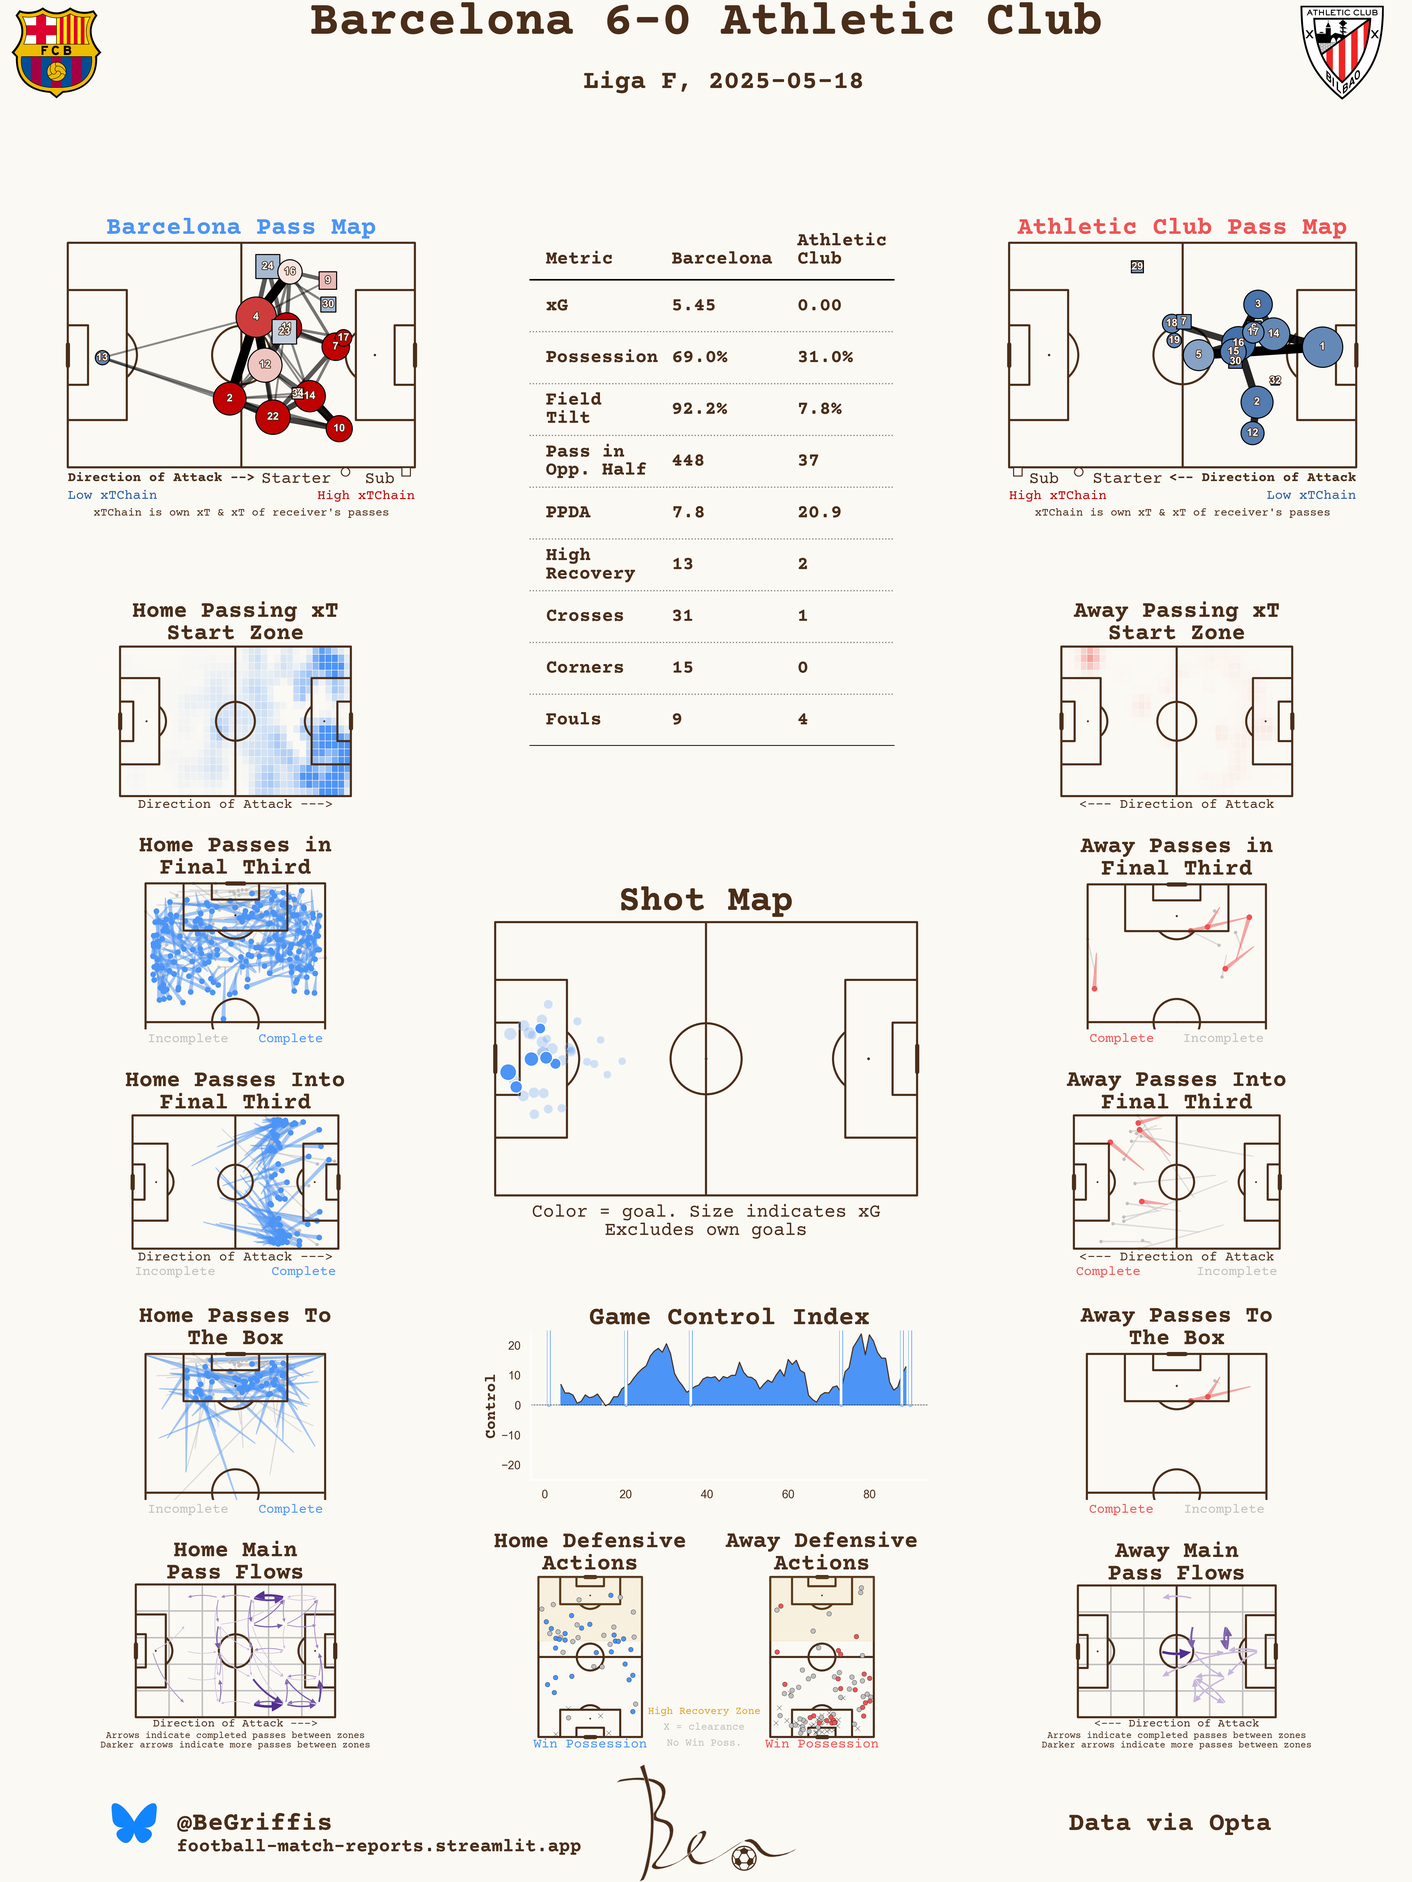 Barcelona 6-0 Athletic Club
Liga F, 2025-05-18
FCB
ATHLETIC CLUB
BILBAO
Barcelona Pass Map
24
16
9
30
4
11
23
17
7
13
12
2
34
14
22
10
Direction of Attack --> Starter Sub
Low xTChain High xTChain
xTChain is own xT & xT of receiver's passes
Metric Barcelona Athletic Club
xG 5.45 0.00
Possession 69.0% 31.0%
Field Tilt 92.2% 7.8%
Pass in Opp. Half 448 37
PPDA 7.8 20.9
High Recovery 13 2
Crosses 31 1
Corners 15 0
Fouls 9 4
Athletic Club Pass Map
29
3
18
7
17
14
19
16
15
5
30
1
32
2
12
Sub Starter <-- Direction of Attack
High xTChain Low xTChain
xTChain is own xT & xT of receiver's passes
Home Passing xT
Start Zone
Direction of Attack --->
Away Passing xT
Start Zone
<--- Direction of Attack
Home Passes in
Final Third
Incomplete Complete
Away Passes in
Final Third
Complete Incomplete
Shot Map
Color = goal. Size indicates xG
Excludes own goals
Home Passes Into
Final Third
Direction of Attack --->
Incomplete Complete
Away Passes Into
Final Third
<--- Direction of Attack
Complete Incomplete
Home Passes To
The Box
Incomplete Complete
Game Control Index
Control
20
10
0
−10
−20
0 20 40 60 80
Away Passes To
The Box
Complete Incomplete
Home Main
Pass Flows
Direction of Attack --->
Arrows indicate completed passes between zones
Darker arrows indicate more passes between zones
Home Defensive
Actions
Win Possession
High Recovery Zone
X = clearance
No Win Poss.
Away Defensive
Actions
Win Possession
Away Main
Pass Flows
<--- Direction of Attack
Arrows indicate completed passes between zones
Darker arrows indicate more passes between zones
@BeGriffis
football-match-reports.streamlit.app
Ben
Data via Opta